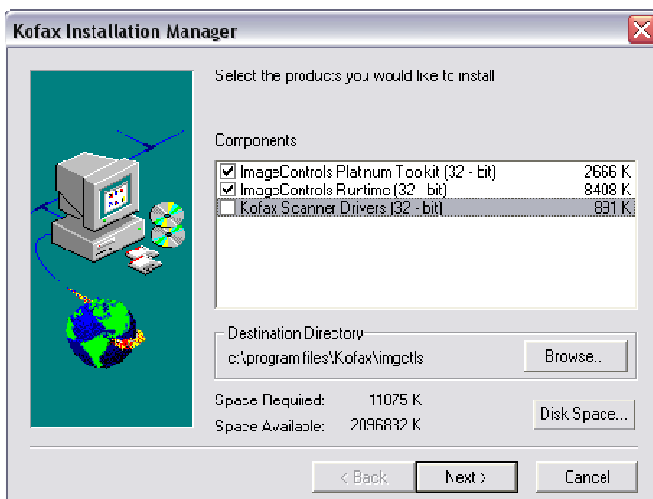 Kofax Installation Manager
Select the products you would like to install
Components
ImageControls Platinum Toolkit (32 - bit) 2666 K
ImageControls Runtime (32 - bit) 8408 K
Kofax Scanner Drivers (32 - bit) 891 K
Destination Directory
c:\program files\Kofax\imgctls
Browse..
Space Required: 11075 K
Space Available: 2096832 K
Disk Space...
< Back
Next >
Cancel